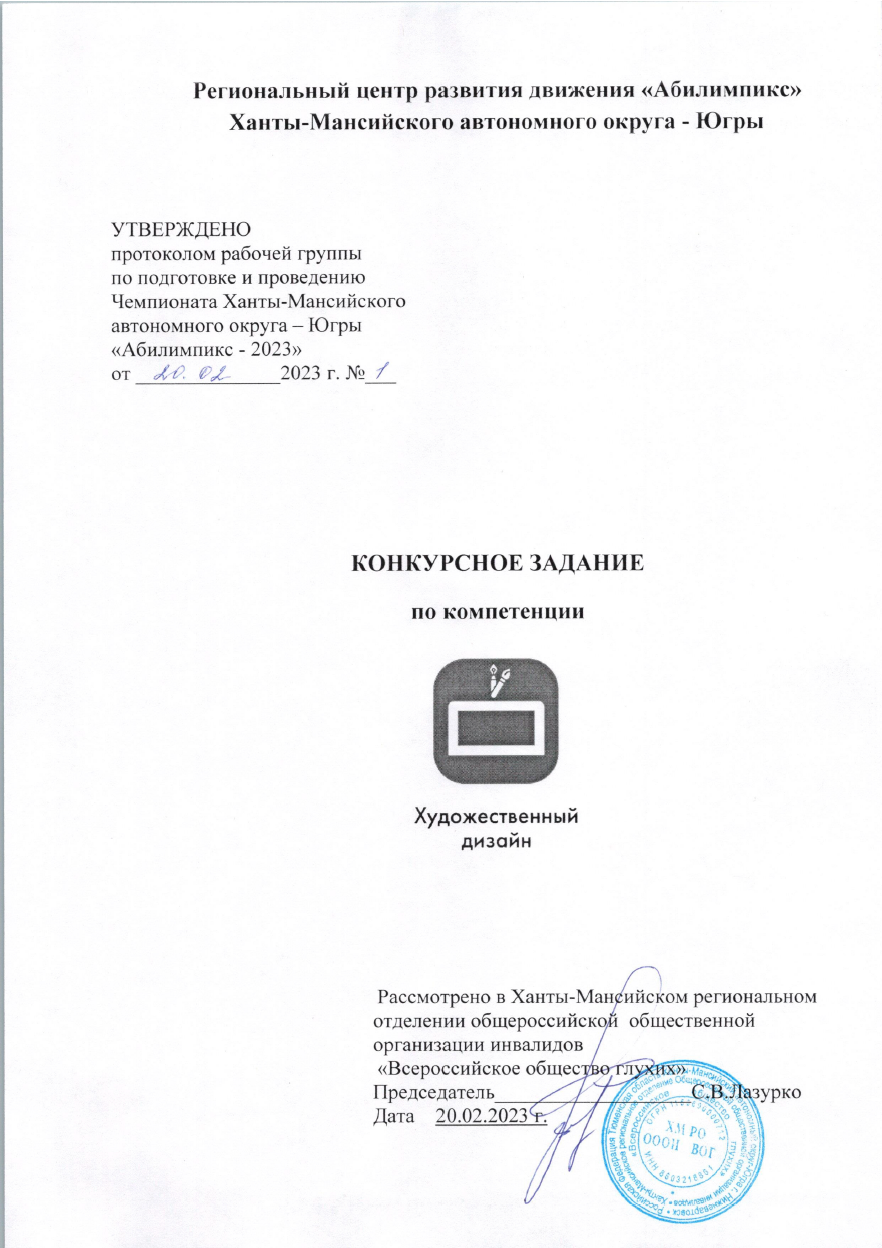 Региональный центр развития движения «Абилимпикс»
Ханты-Мансийского автономного округа - Югры
УТВЕРЖДЕНО
протоколом рабочей группы
по подготовке и проведению
Чемпионата Ханты-Мансийского
автономного округа – Югры
«Абилимпикс - 2023»
от 20.02 2023 г. № 1
КОНКУРСНОЕ ЗАДАНИЕ
по компетенции
Художественный
дизайн
Рассмотрено в Ханты-Мансийском региональном
отделении общероссийской общественной
организации инвалидов
«Всероссийское общество глухих»
Председатель С.В.Лазурко
Дата 20.02.2023 г.
ХМ РО
ОООИ ВОГ